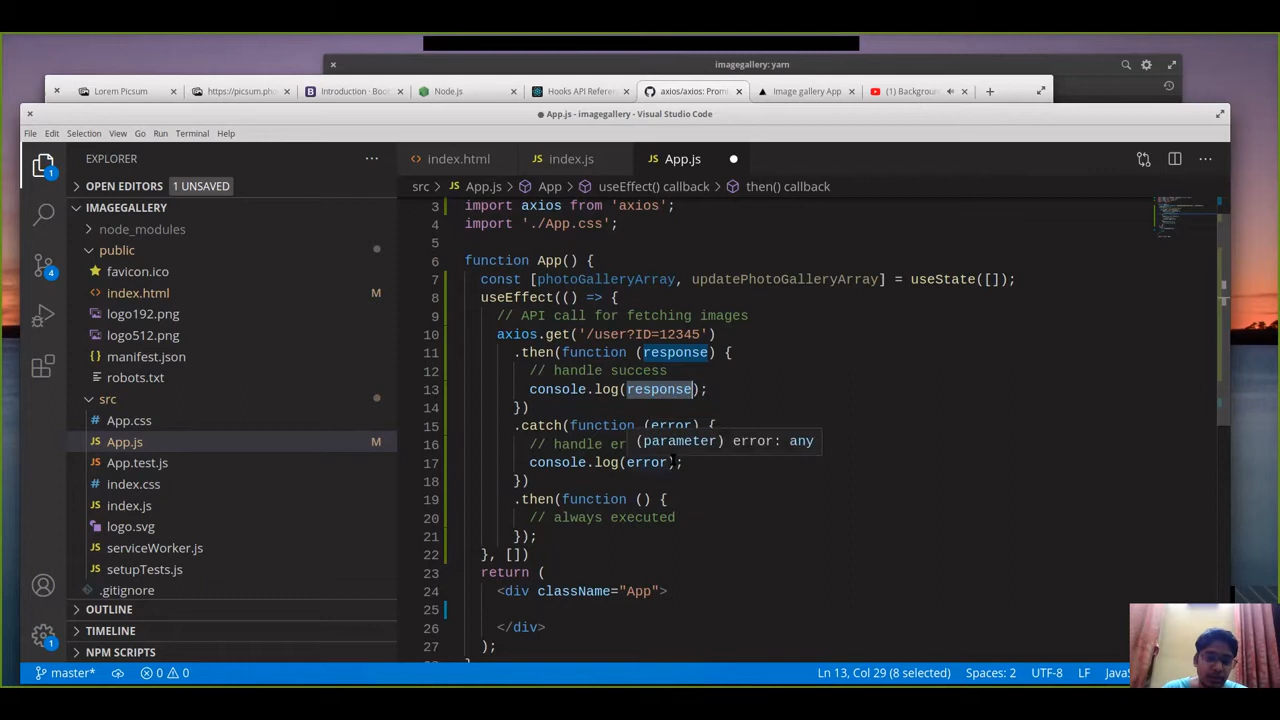 imagegallery: yarn
Lorem Picsum
https://picsum.pho
Introduction · Boot
Node.js
Hooks API Referen
axios/axios: Promi
Image gallery App
(1) Backgroun
App.js - imagegallery - Visual Studio Code
File Edit Selection View Go Run Terminal Help
EXPLORER
OPEN EDITORS 1 UNSAVED
IMAGEGALLERY
node_modules
public
favicon.ico
index.html M
logo192.png
logo512.png
manifest.json
robots.txt
src
App.css
App.js M
App.test.js
index.css
index.js
logo.svg
serviceWorker.js
setupTests.js
.gitignore
OUTLINE
TIMELINE
NPM SCRIPTS
1
4
1
index.html
index.js
App.js
src > App.js > App > useEffect() callback > then() callback
3 import axios from 'axios';
4 import './App.css';
5
6 function App() {
7 const [photoGalleryArray, updatePhotoGalleryArray] = useState([]);
8 useEffect(() => {
9 // API call for fetching images
10 axios.get('/user?ID=12345')
11 .then(function (response) {
12 // handle success
13 console.log(response);
14 })
15 .catch(function (error) {
16 // handle er
(parameter) error: any
17 console.log(error);
18 })
19 .then(function () {
20 // always executed
21 });
22 }, [])
23 return (
24 <div className="App">
25
26 </div>
27 );
master* 0 0
Ln 13, Col 29 (8 selected) Spaces: 2 UTF-8 LF JavaS